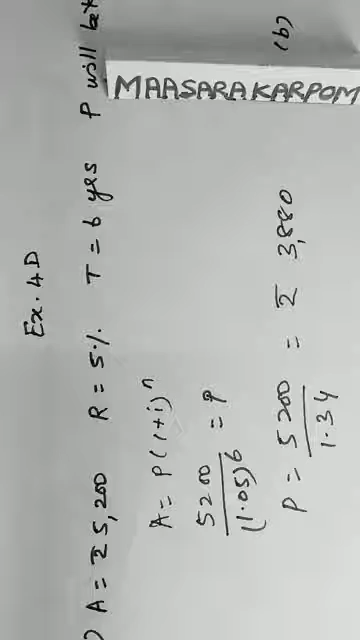 Ex. 4D
) A = ₹5,200 R = 5% T = 6 yrs P will
MAASARAKARPOM
A = P(1+i)ⁿ
5200 / (1.05)⁶ = P
P = 5200 / 1.34 = ₹ 3,880
(b)